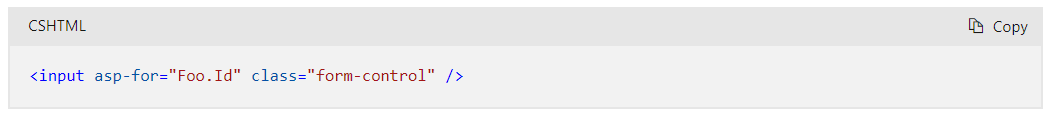 CSHTML
Copy
<input asp-for="Foo.Id" class="form-control" />